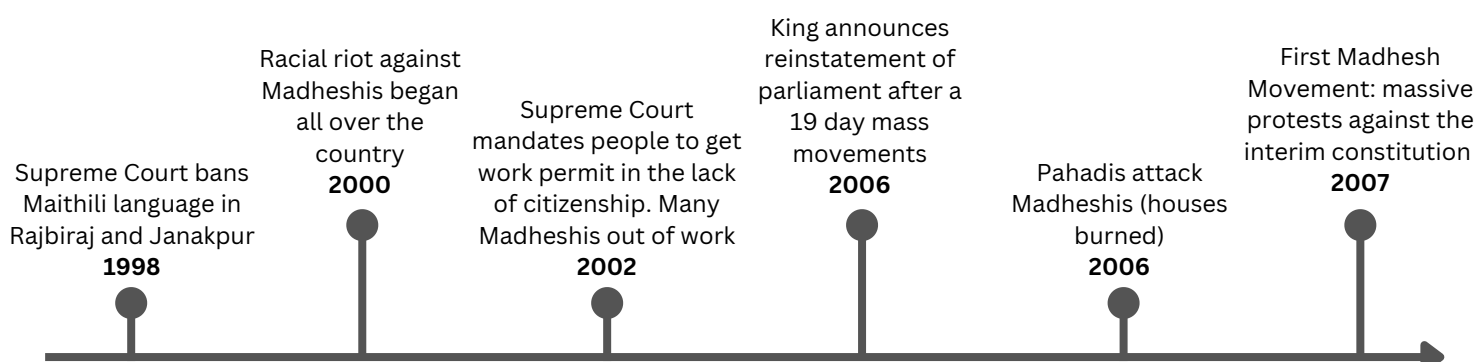 Supreme Court bans
Maithili language in
Rajbiraj and Janakpur
1998
Racial riot against
Madheshis began
all over the
country
2000
Supreme Court
mandates people to get
work permit in the lack
of citizenship. Many
Madheshis out of work
2002
King announces
reinstatement of
parliament after a
19 day mass
movements
2006
Pahadis attack
Madheshis (houses
burned)
2006
First Madhesh
Movement: massive
protests against the
interim constitution
2007